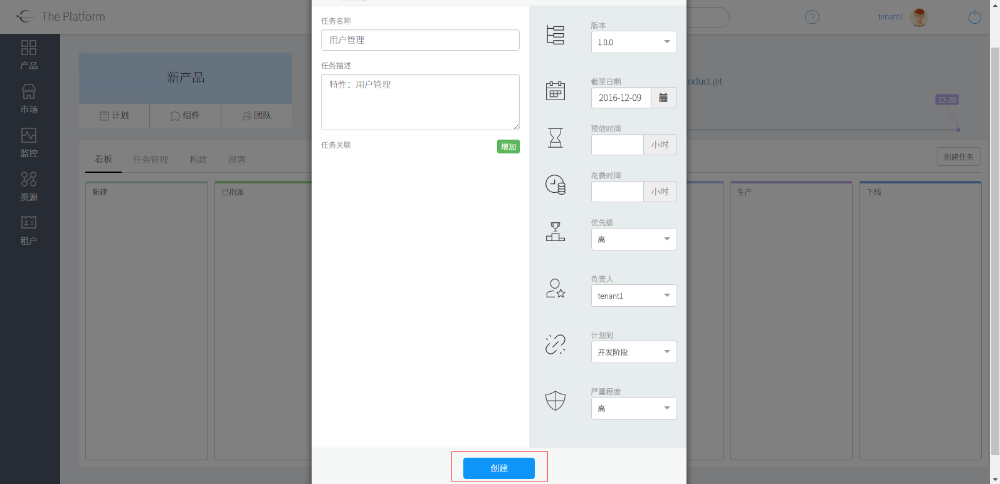 The Platform
tenant1
产品
市场
监控
资源
租户
新产品
计划
组件
团队
roduct.git
12-28
看板
任务管理
构建
部署
创建任务
新建
已指派
生产
下线
任务名称
用户管理
任务描述
特性：用户管理
任务关联
增加
版本
1.0.0
截至日期
2016-12-09
预估时间
小时
花费时间
小时
优先级
高
负责人
tenant1
计划到
开发阶段
严重程度
高
创建